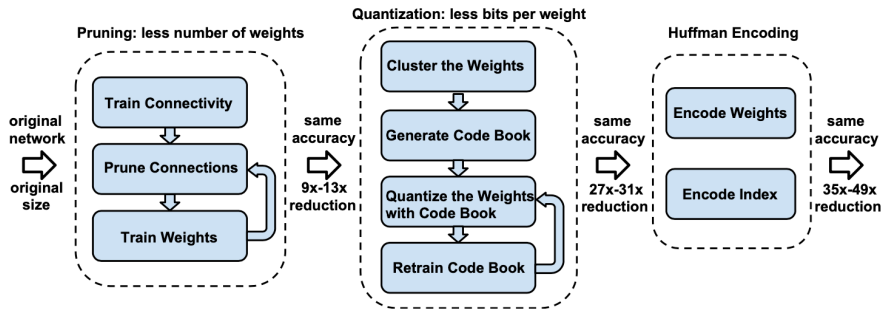 Pruning: less number of weights
Train Connectivity
Prune Connections
Train Weights
original
network
original
size
same
accuracy
9x-13x
reduction
Quantization: less bits per weight
Cluster the Weights
Generate Code Book
Quantize the Weights
with Code Book
Retrain Code Book
same
accuracy
27x-31x
reduction
Huffman Encoding
Encode Weights
Encode Index
same
accuracy
35x-49x
reduction